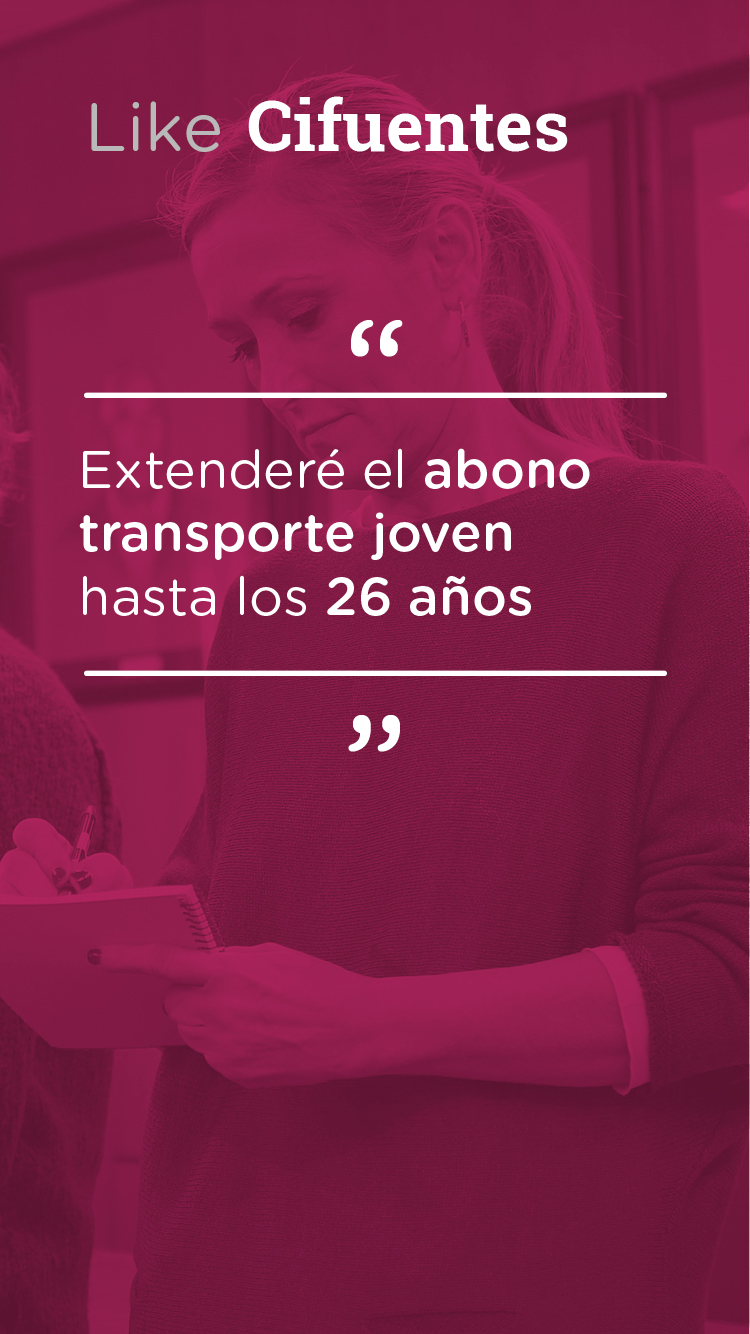 Like Cifuentes
“
Extenderé el abono
transporte joven
hasta los 26 años
”